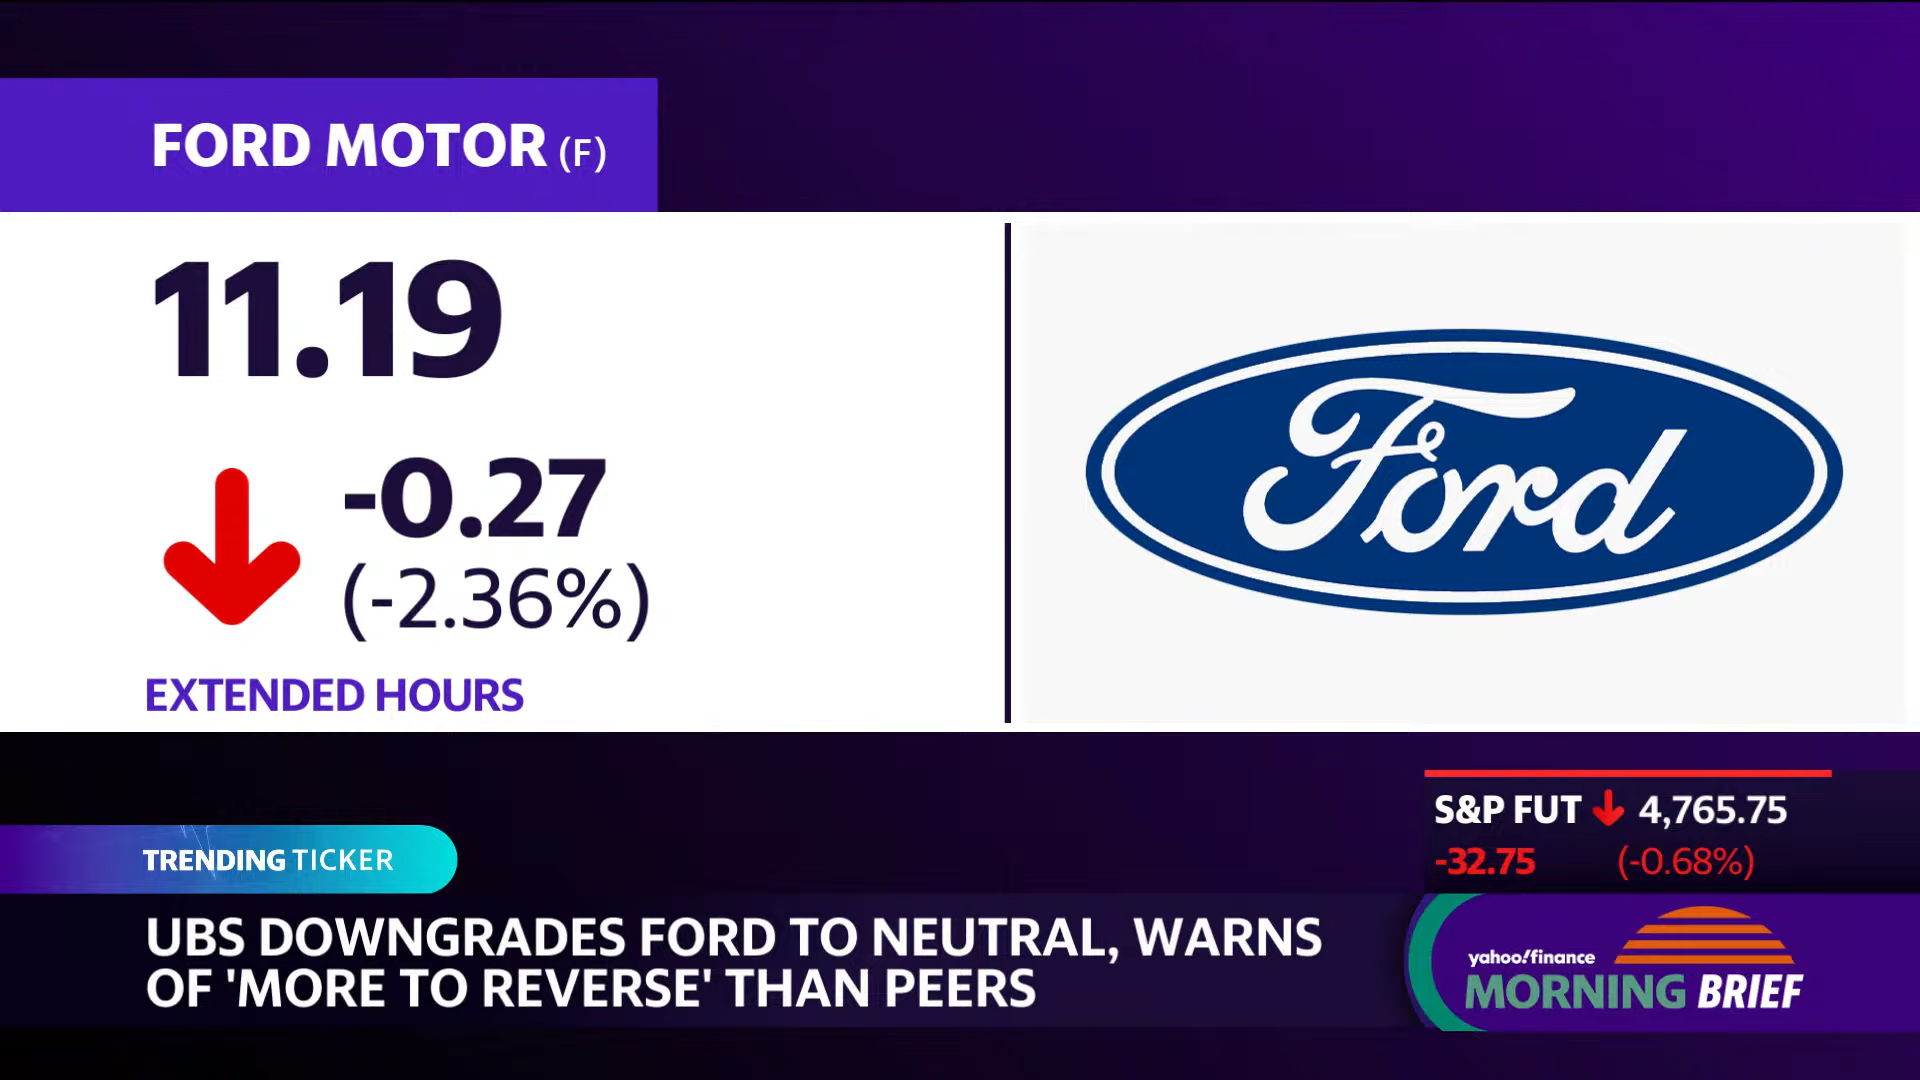 FORD MOTOR (F)
11.19
-0.27
(-2.36%)
EXTENDED HOURS
Ford
S&P FUT 4,765.75
-32.75 (-0.68%)
TRENDING TICKER
UBS DOWNGRADES FORD TO NEUTRAL, WARNS
OF 'MORE TO REVERSE' THAN PEERS
yahoo!finance
MORNING BRIEF